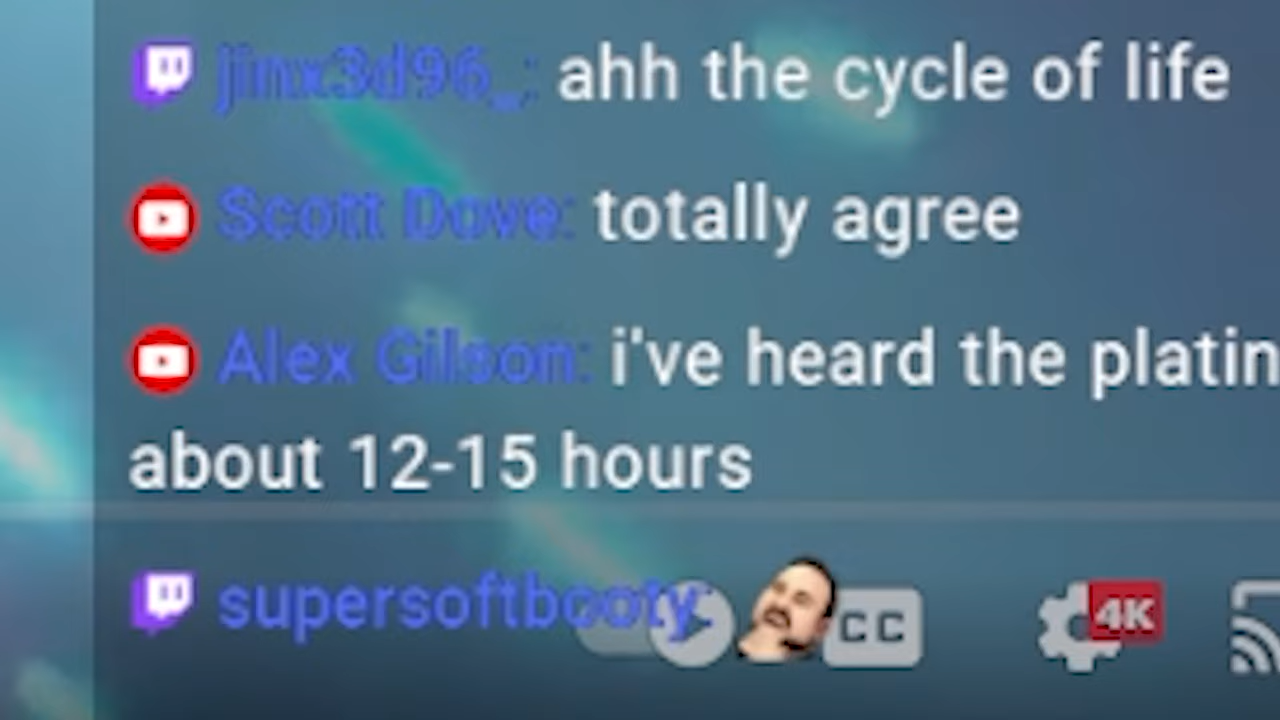 jinx3d96_: ahh the cycle of life
Scott Dove: totally agree
Alex Gilson: i've heard the platin
about 12-15 hours
supersoftbooty: CC 4K